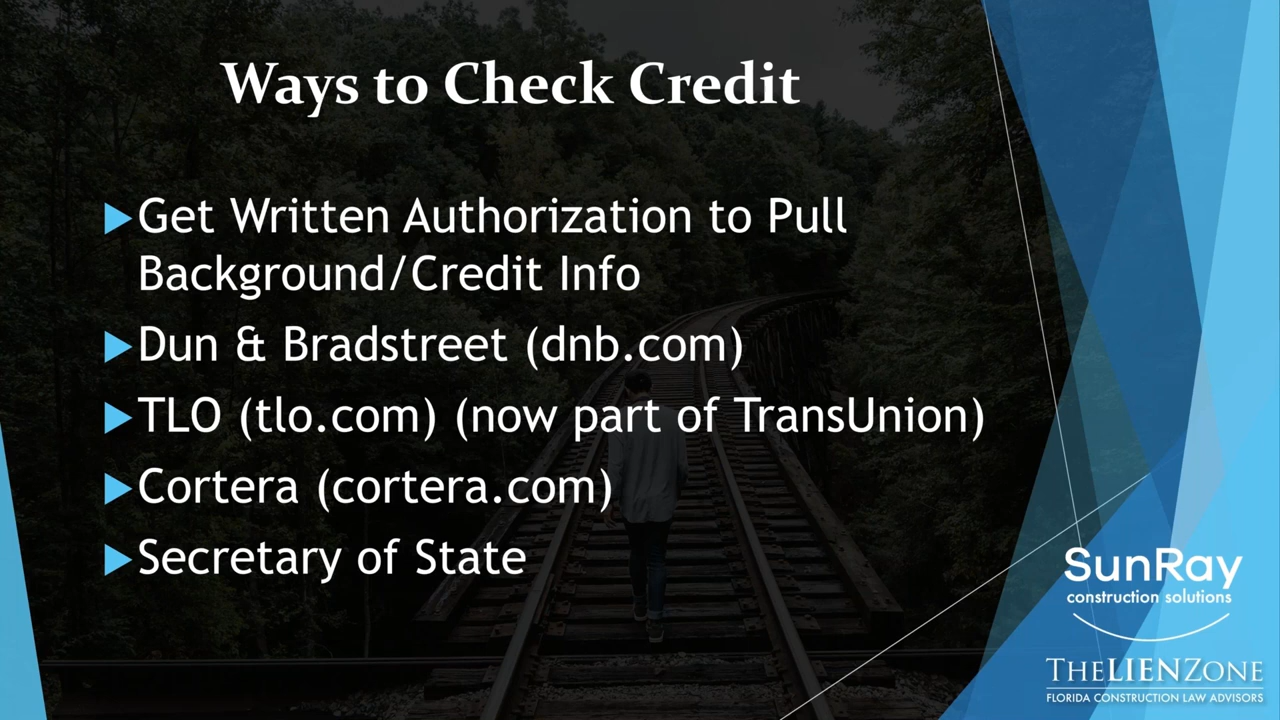 Ways to Check Credit
Get Written Authorization to Pull
Background/Credit Info
Dun & Bradstreet (dnb.com)
TLO (tlo.com) (now part of TransUnion)
Cortera (cortera.com)
Secretary of State
SunRay
construction solutions
THELIENZONE
FLORIDA CONSTRUCTION LAW ADVISORS